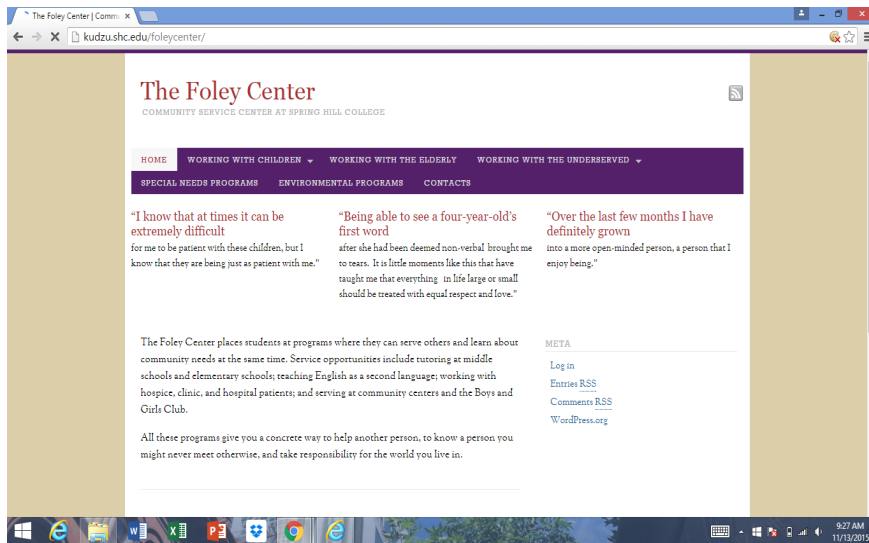 The Foley Center | Commu
kudzu.shc.edu/foleycenter/
The Foley Center
COMMUNITY SERVICE CENTER AT SPRING HILL COLLEGE
HOME WORKING WITH CHILDREN WORKING WITH THE ELDERLY WORKING WITH THE UNDERSERVED
SPECIAL NEEDS PROGRAMS ENVIRONMENTAL PROGRAMS CONTACTS
“I know that at times it can be
extremely difficult
for me to be patient with these children, but I
know that they are being just as patient with me.”
“Being able to see a four-year-old’s
first word
after she had been deemed non-verbal brought me
to tears. It is little moments like this that have
taught me that everything in life large or small
should be treated with equal respect and love.”
“Over the last few months I have
definitely grown
into a more open-minded person, a person that I
enjoy being.”
The Foley Center places students at programs where they can serve others and learn about
community needs at the same time. Service opportunities include tutoring at middle
schools and elementary schools; teaching English as a second language; working with
hospice, clinic, and hospital patients; and serving at community centers and the Boys and
Girls Club.
All these programs give you a concrete way to help another person, to know a person you
might never meet otherwise, and take responsibility for the world you live in.
META
Log in
Entries RSS
Comments RSS
WordPress.org
9:27 AM
11/13/2015